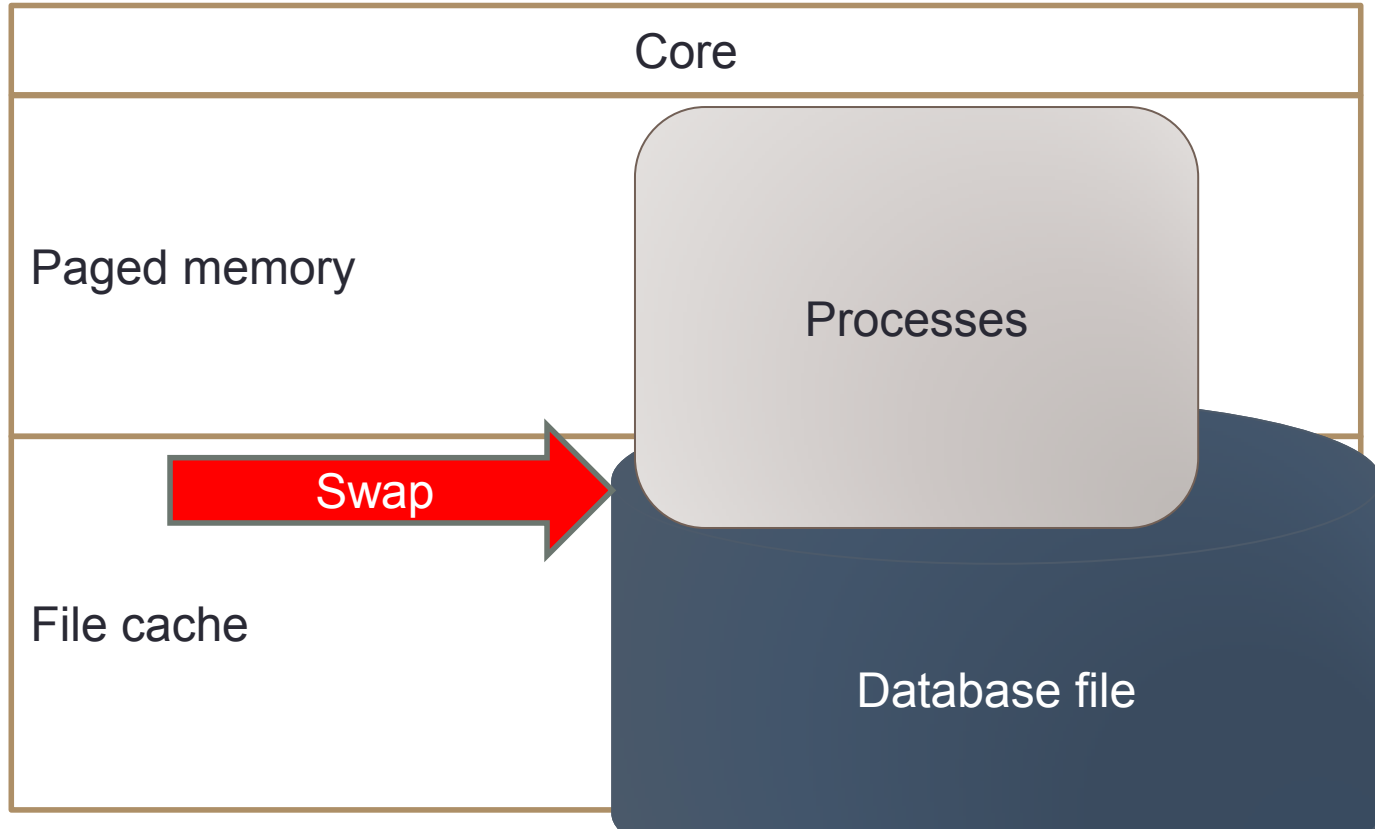 Core
Paged memory
Processes
Swap
File cache
Database file